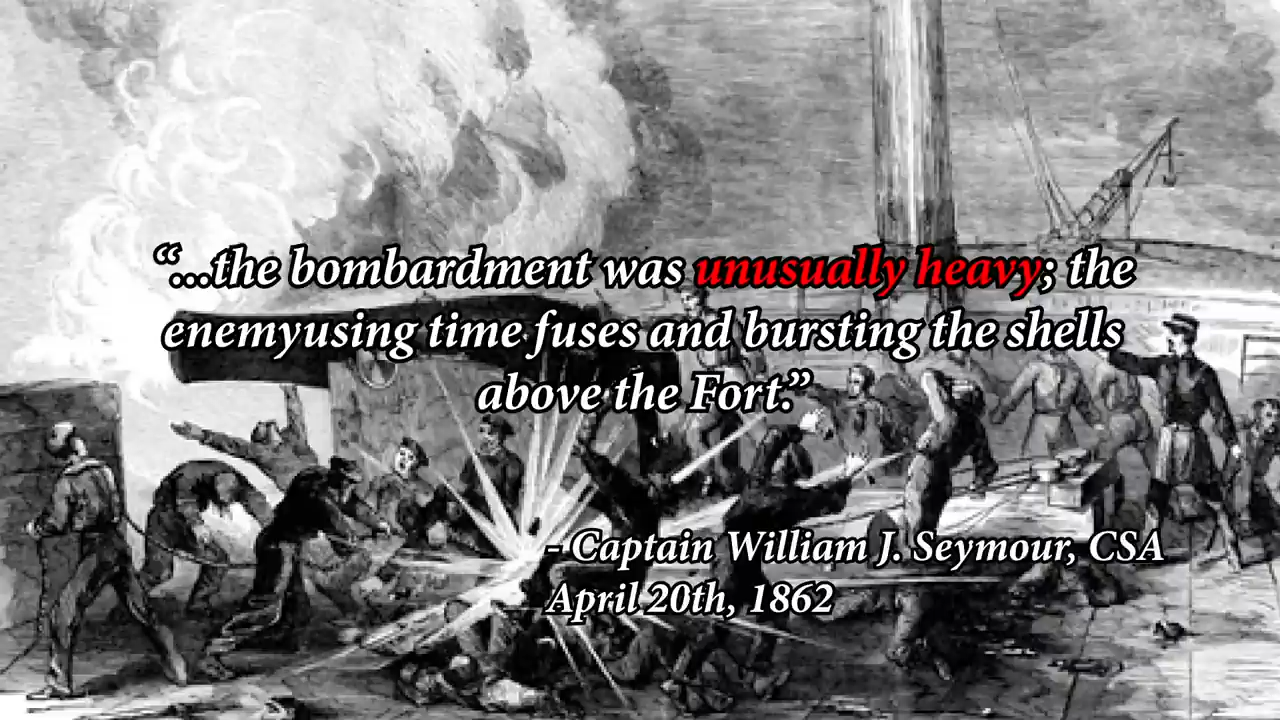 “...the bombardment was unusually heavy; the
enemyusing time fuses and bursting the shells
above the Fort.”
- Captain William J. Seymour, CSA
April 20th, 1862